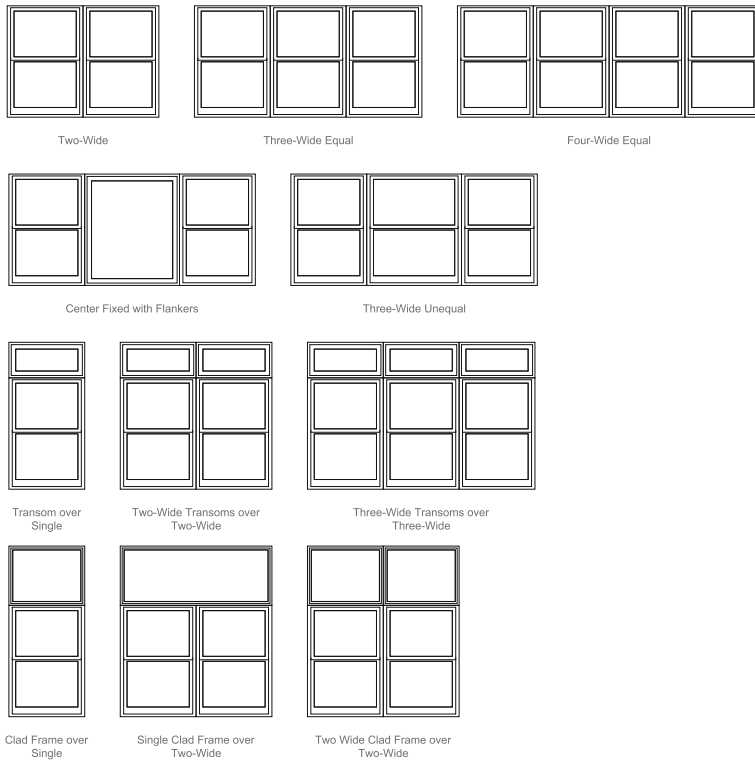 Two-Wide
Three-Wide Equal
Four-Wide Equal
Center Fixed with Flankers
Three-Wide Unequal
Transom over
Single
Two-Wide Transoms over
Two-Wide
Three-Wide Transoms over
Three-Wide
Clad Frame over
Single
Single Clad Frame over
Two-Wide
Two Wide Clad Frame over
Two-Wide